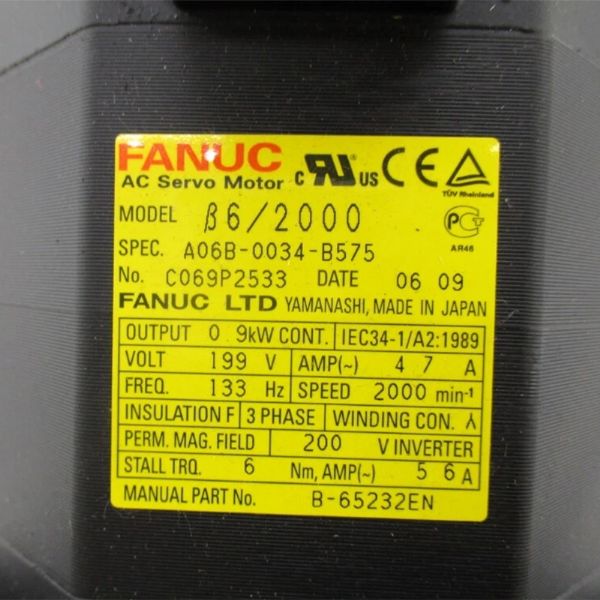 FANUC
AC Servo Motor c RU US CE TÜV Rheinland
MODEL β6/2000
SPEC. A06B-0034-B575 AR46
No. C069P2533 DATE 06 09
FANUC LTD YAMANASHI, MADE IN JAPAN
OUTPUT 0.9kW CONT. IEC34-1/A2:1989
VOLT 199 V AMP(~) 4 7 A
FREQ. 133 Hz SPEED 2000 min-1
INSULATION F 3 PHASE WINDING CON. ⅄
PERM. MAG. FIELD 200 V INVERTER
STALL TRQ. 6 Nm, AMP(~) 5 6 A
MANUAL PART No. B-65232EN